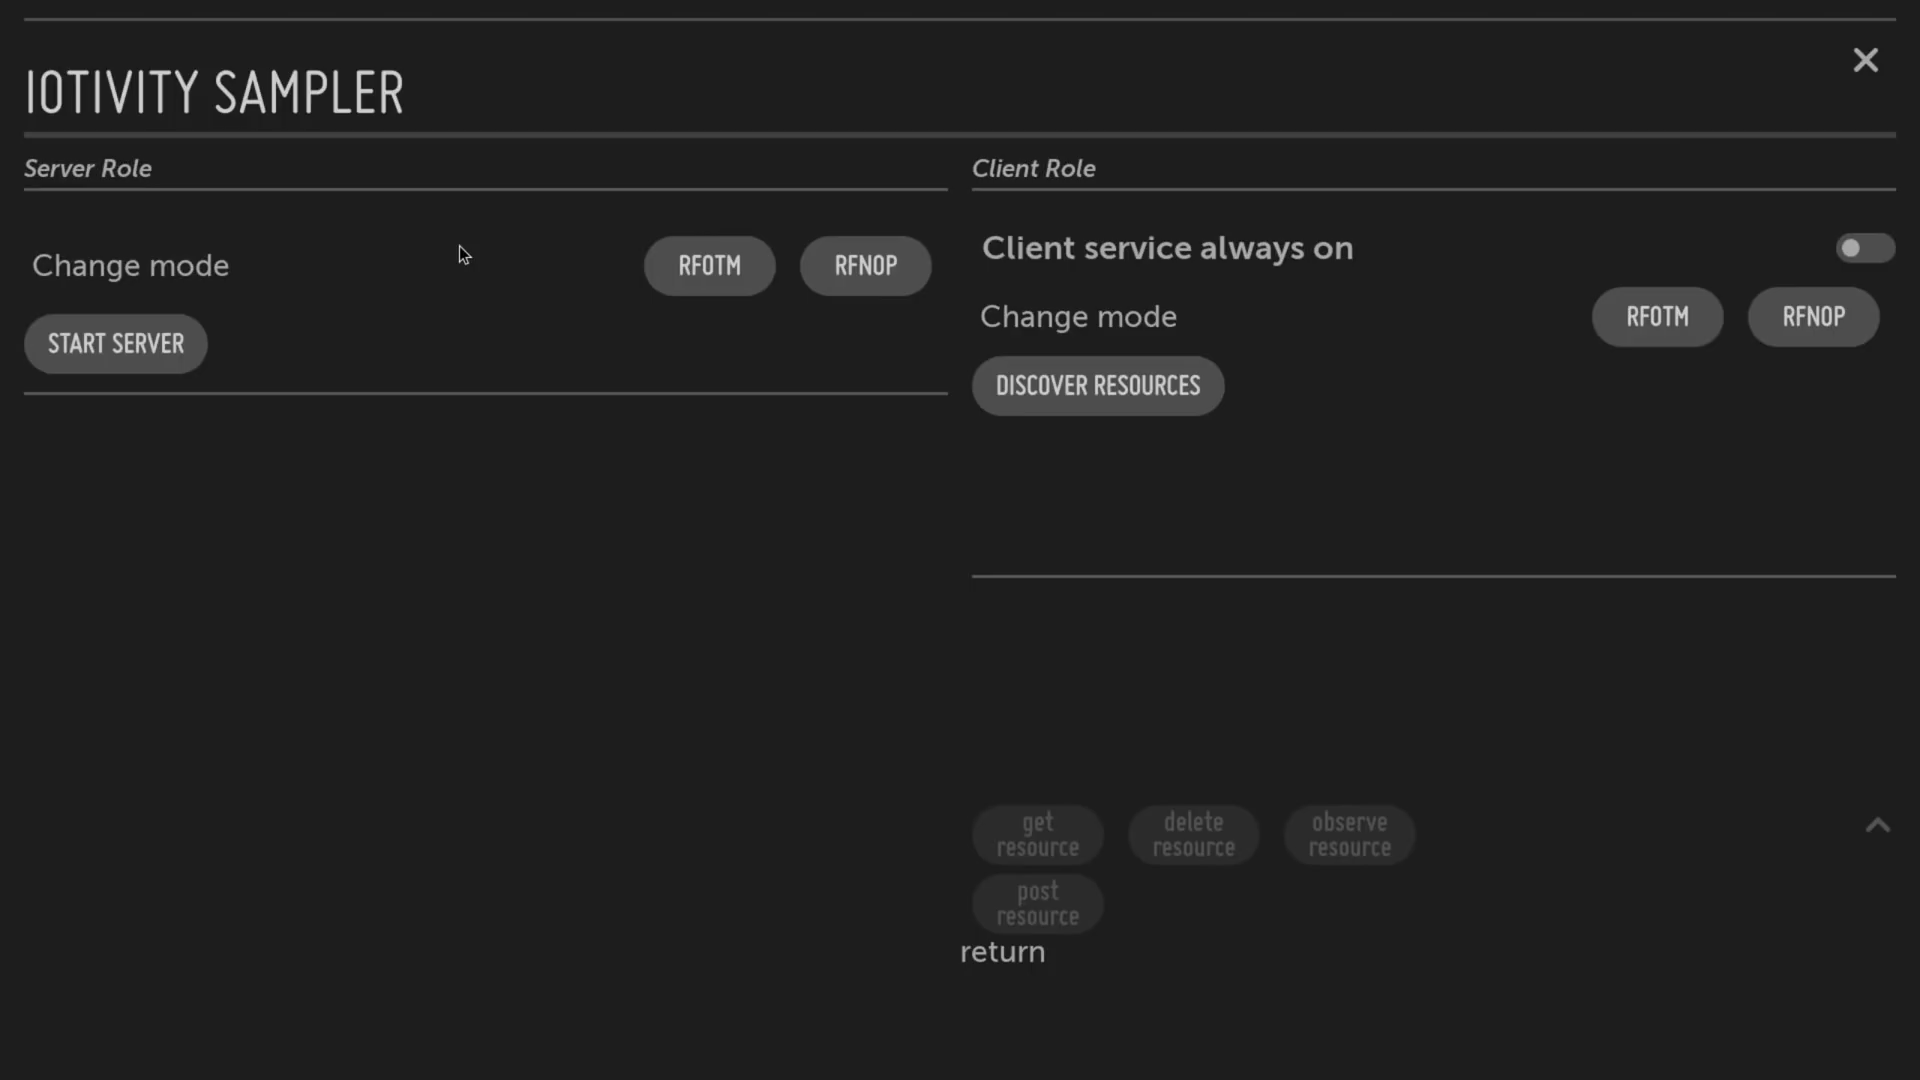 IOTIVITY SAMPLER
Server Role
Change mode
RFOTM
RFNOP
START SERVER
Client Role
Client service always on
Change mode
RFOTM
RFNOP
DISCOVER RESOURCES
get
resource
delete
resource
observe
resource
post
resource
return